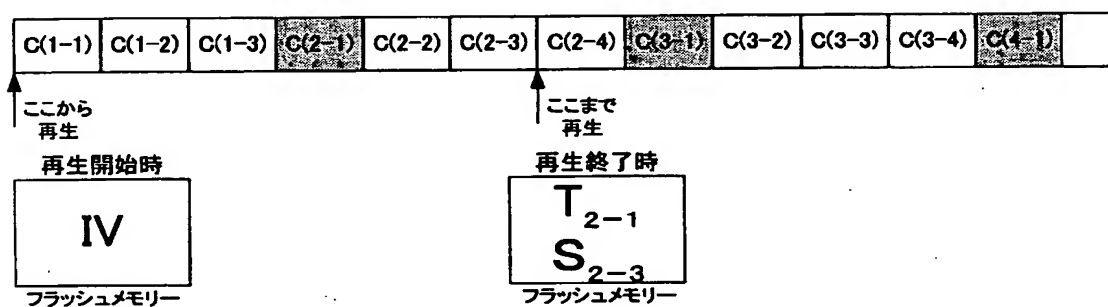 C(1-1) C(1-2) C(1-3) C(2-1) C(2-2) C(2-3) C(2-4) C(3-1) C(3-2) C(3-3) C(3-4) C(4-1)
ここから
再生
ここまで
再生
再生開始時
再生終了時
IV
T2-1
S2-3
フラッシュメモリー
フラッシュメモリー